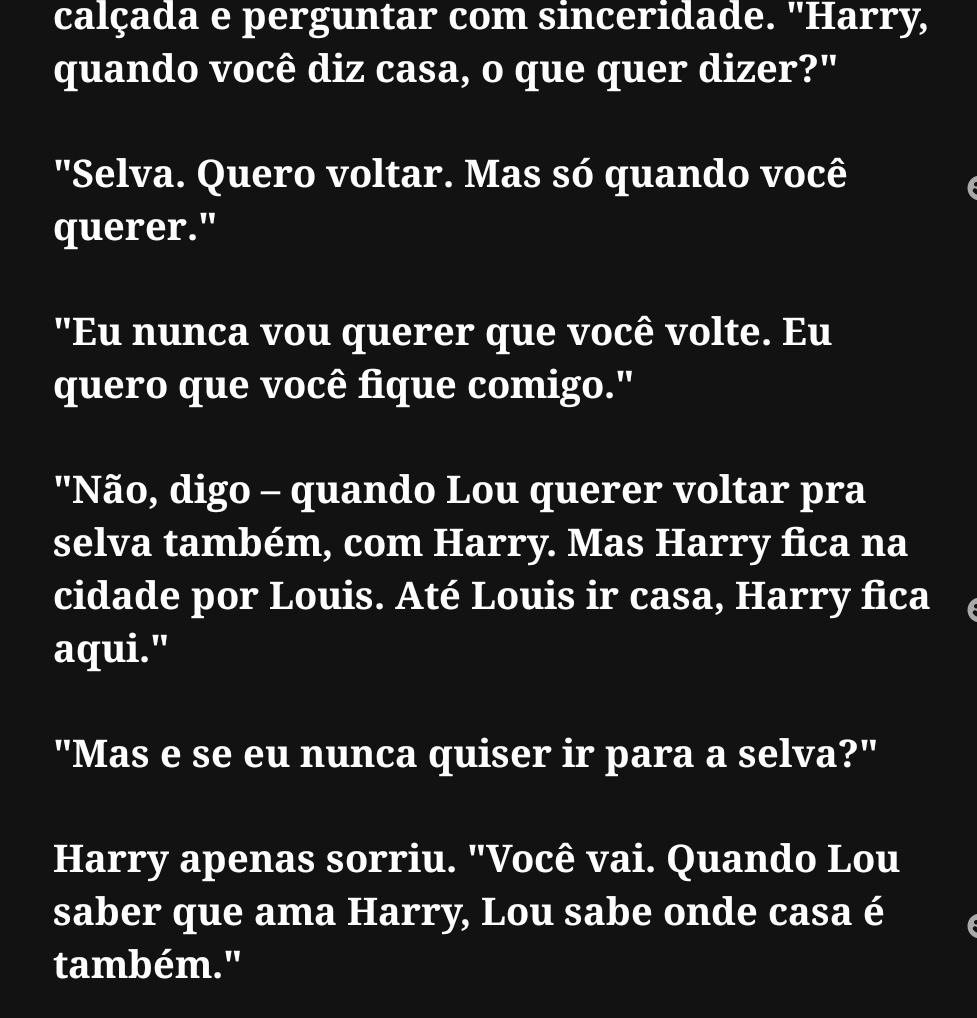 calçada e perguntar com sinceridade. "Harry,
quando você diz casa, o que quer dizer?"
"Selva. Quero voltar. Mas só quando você
querer."
"Eu nunca vou querer que você volte. Eu
quero que você fique comigo."
"Não, digo – quando Lou querer voltar pra
selva também, com Harry. Mas Harry fica na
cidade por Louis. Até Louis ir casa, Harry fica
aqui."
"Mas e se eu nunca quiser ir para a selva?"
Harry apenas sorriu. "Você vai. Quando Lou
saber que ama Harry, Lou sabe onde casa é
também."